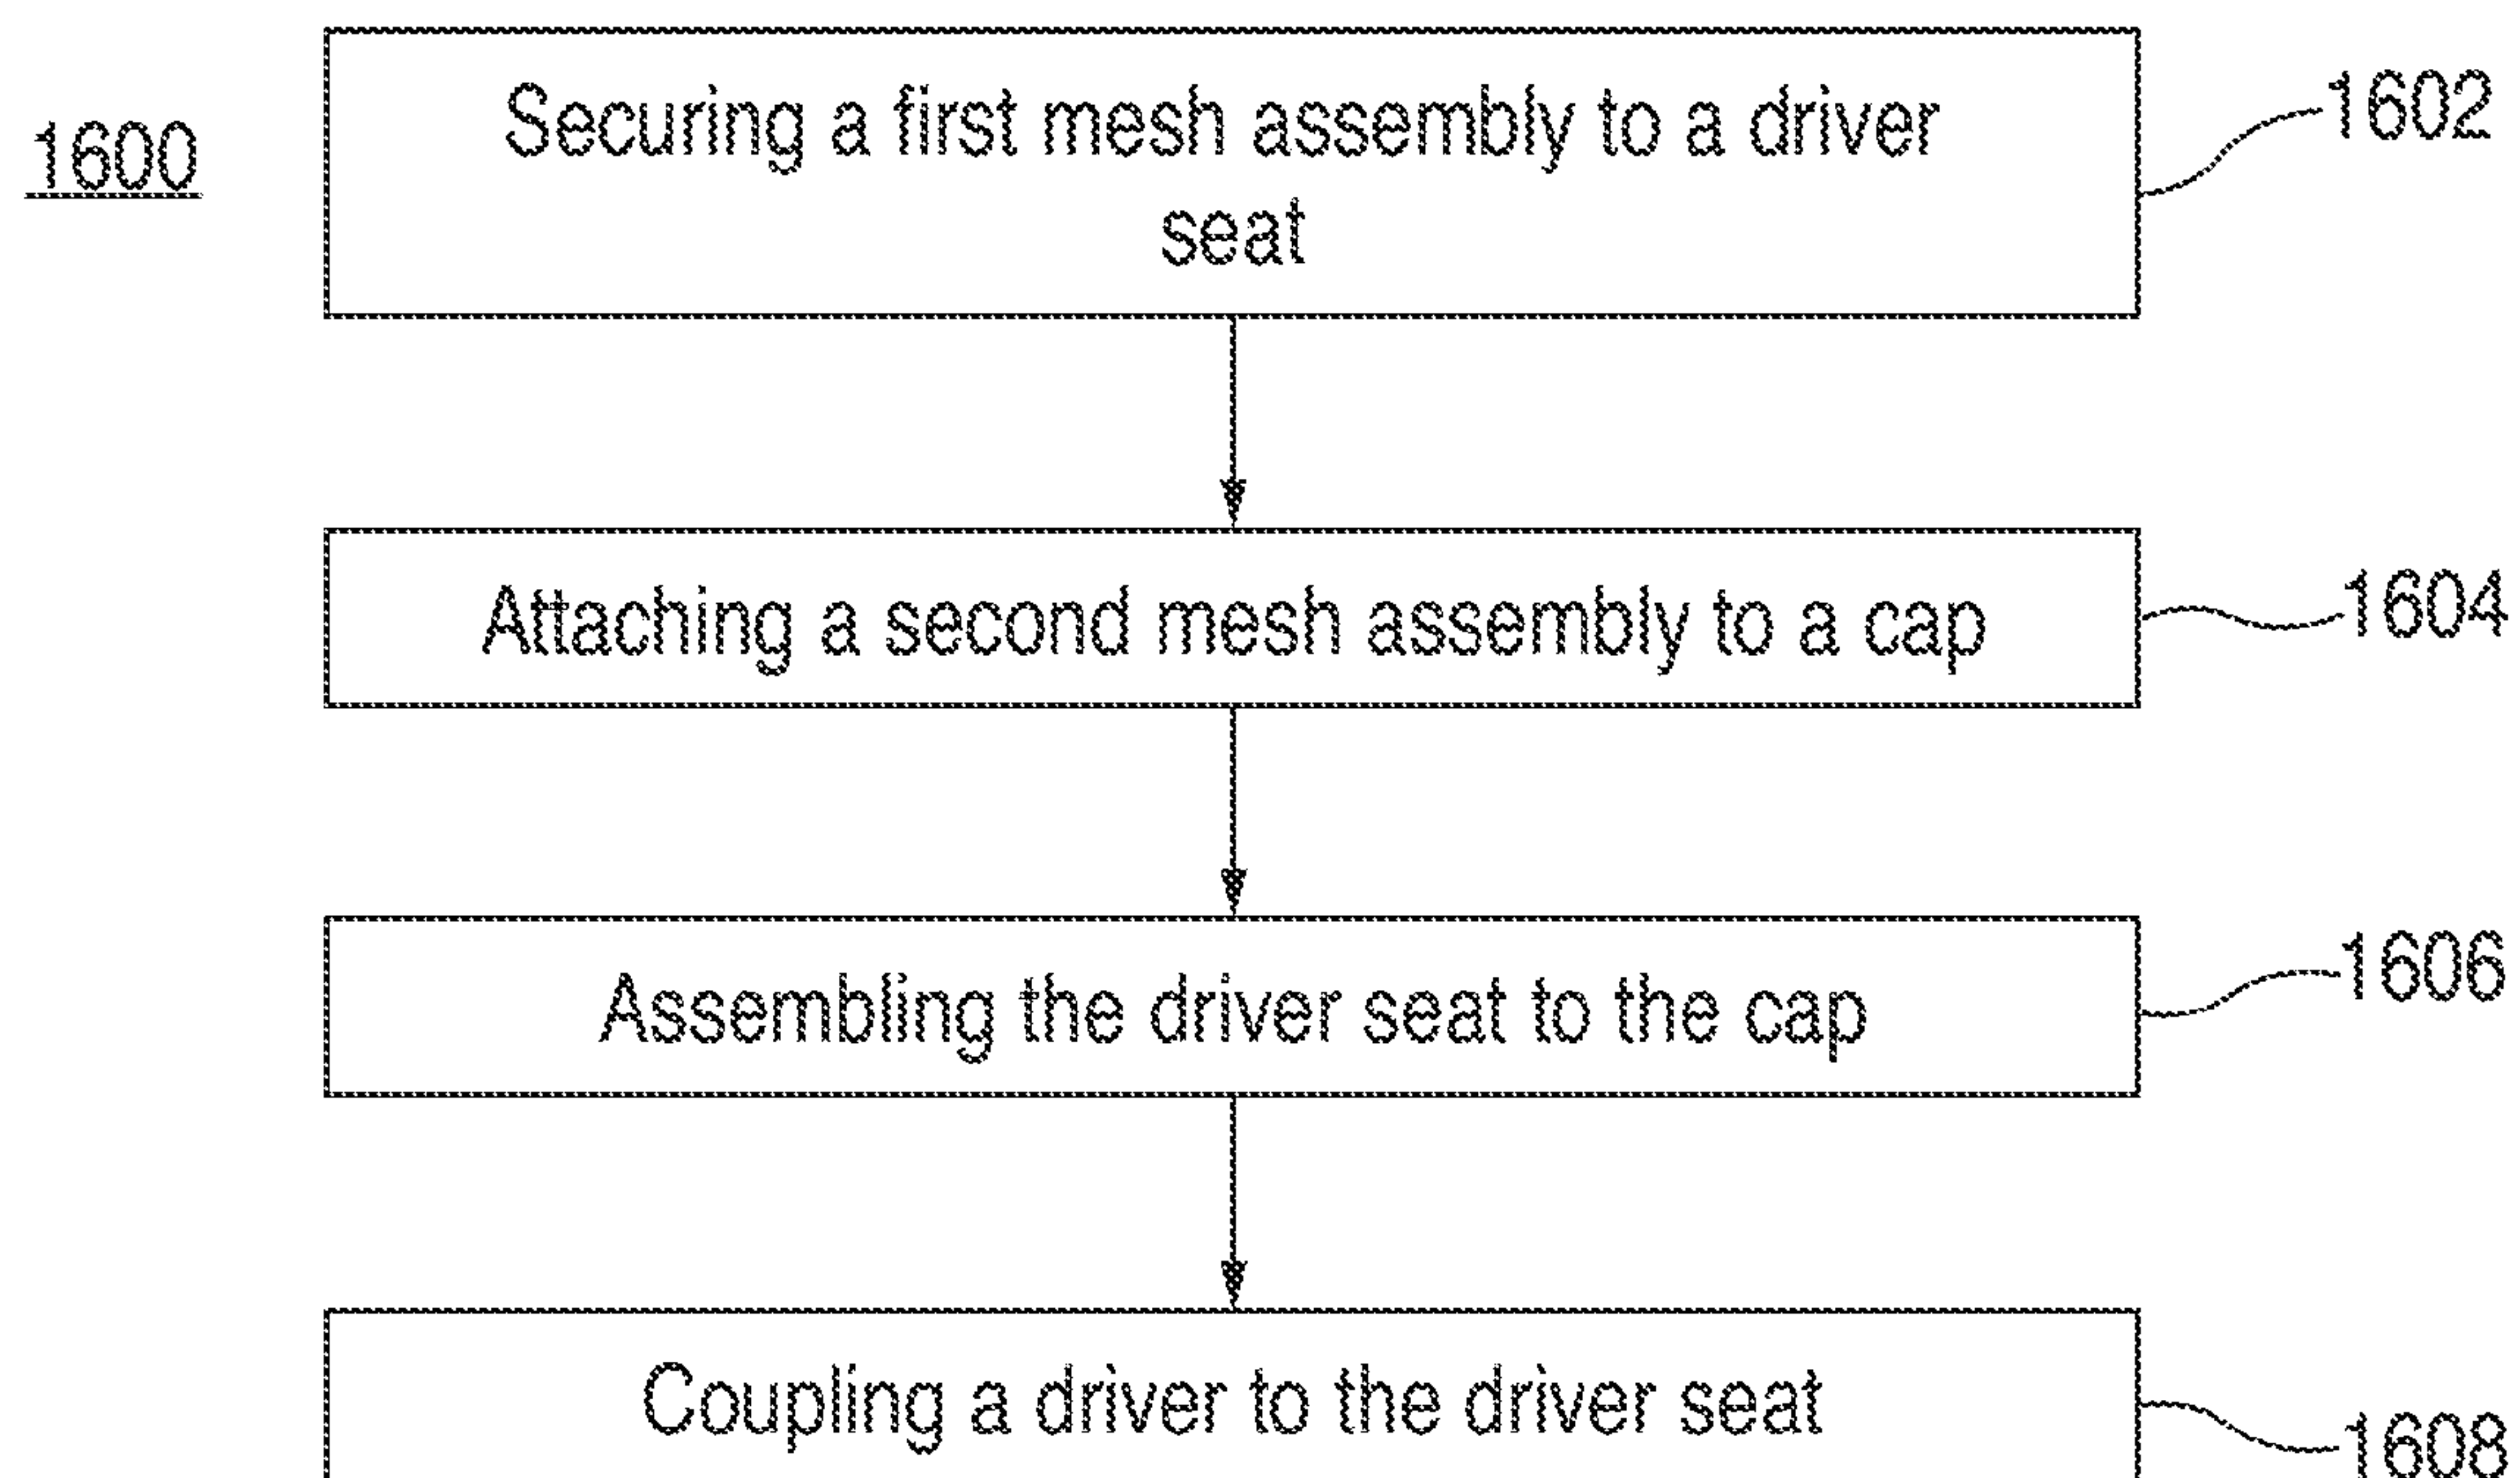 1600
Securing a first mesh assembly to a driver
seat
1602
Attaching a second mesh assembly to a cap
1604
Assembling the driver seat to the cap
1606
Coupling a driver to the driver seat
1608